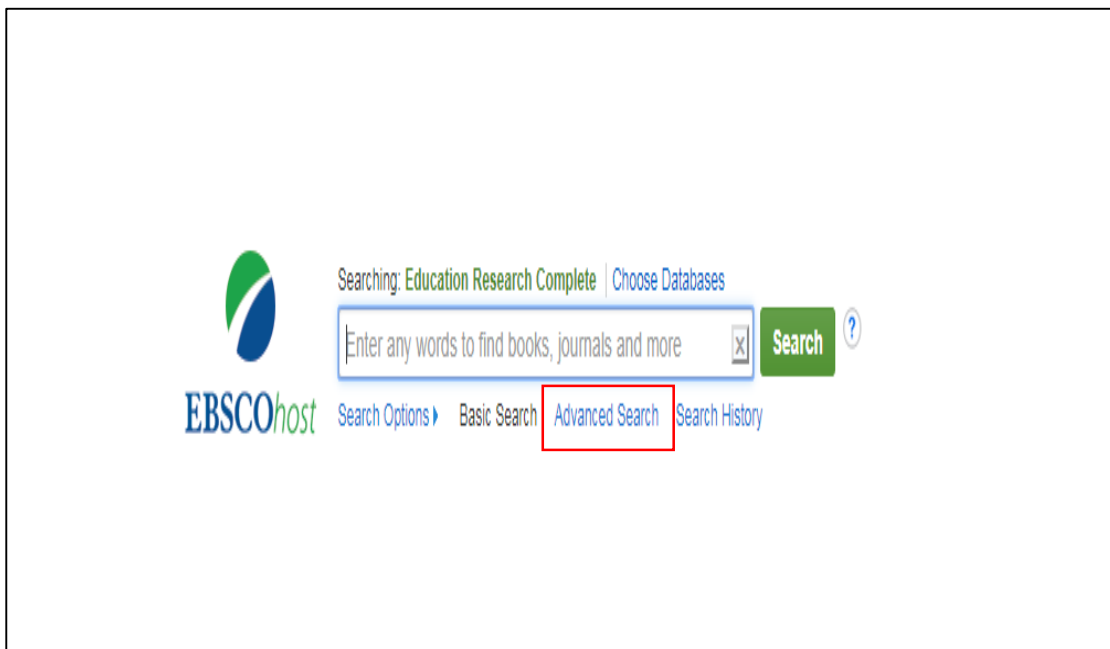 Searching: Education Research Complete Choose Databases
Enter any words to find books, journals and more x Search ?
EBSCOhost Search Options Basic Search Advanced Search Search History